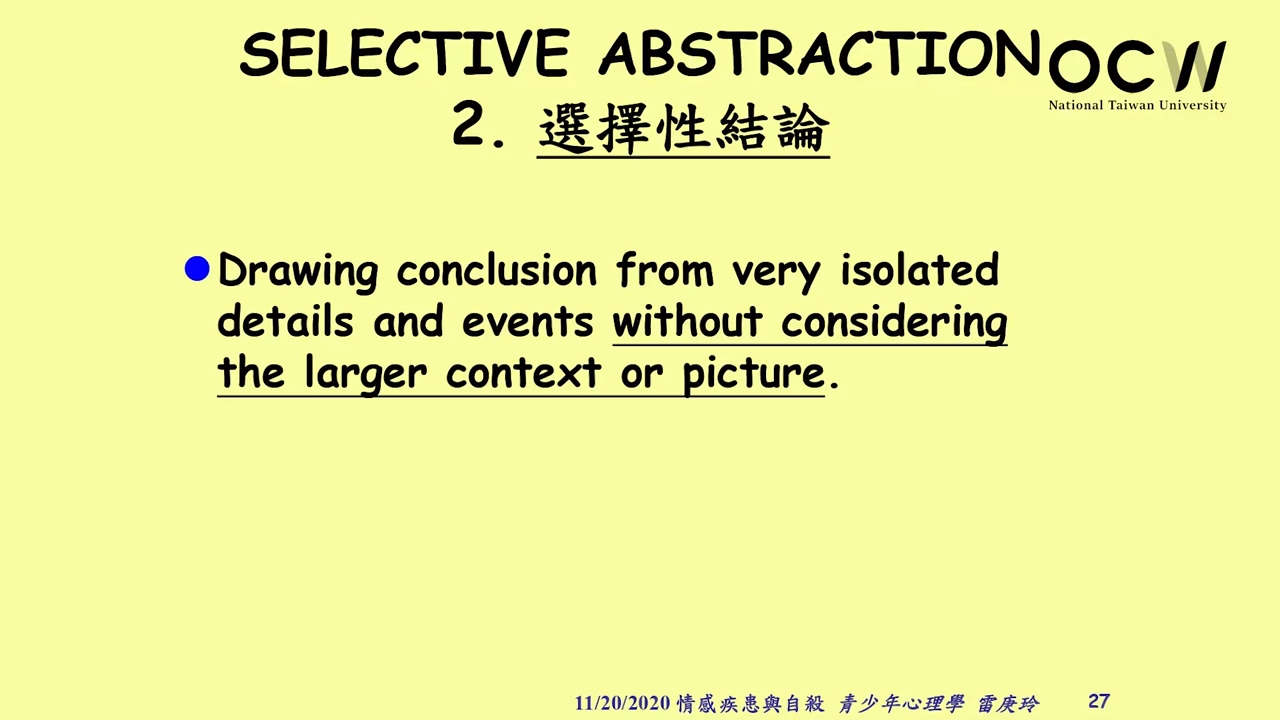 SELECTIVE ABSTRACTION
OCW
National Taiwan University
2. 選擇性結論
Drawing conclusion from very isolated
details and events without considering
the larger context or picture.
11/20/2020 情感疾患與自殺 青少年心理學 雷庚玲 27